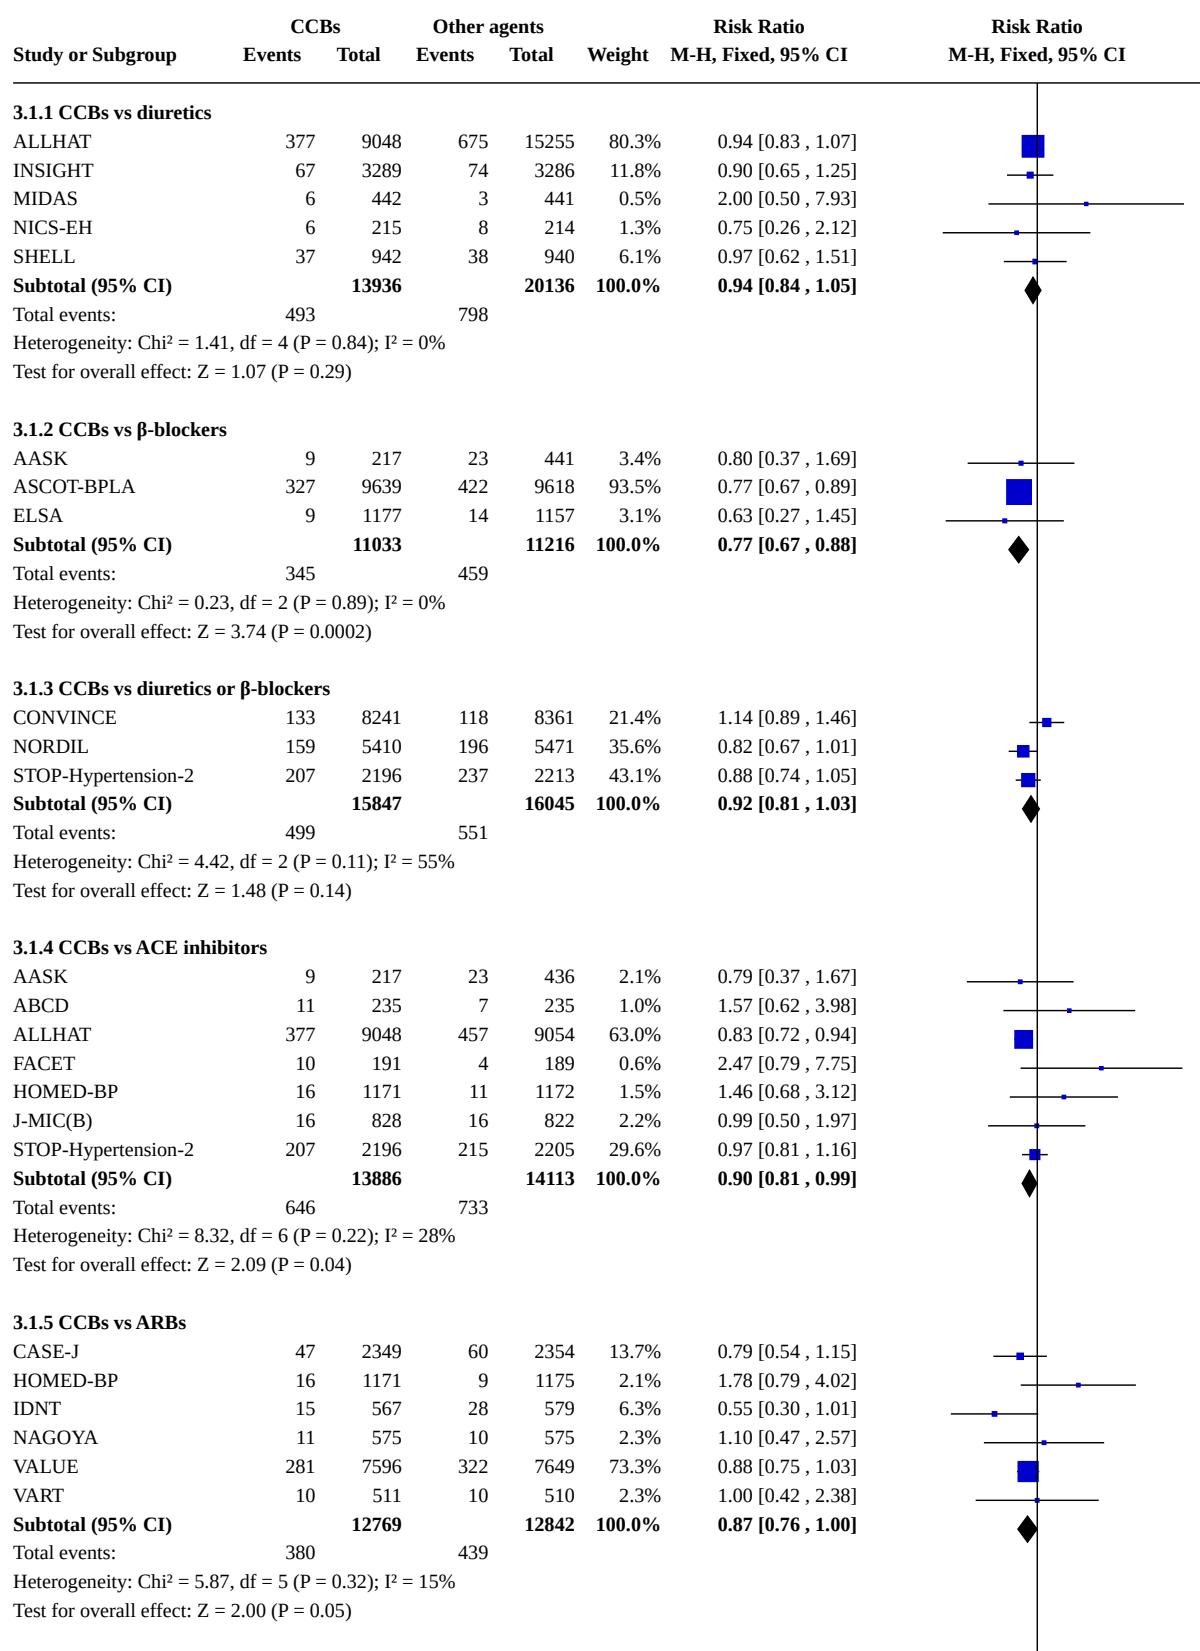 CCBs Other agents Risk Ratio Risk Ratio
Study or Subgroup Events Total Events Total Weight M-H, Fixed, 95% CI M-H, Fixed, 95% CI
3.1.1 CCBs vs diuretics
ALLHAT 377 9048 675 15255 80.3% 0.94 [0.83 , 1.07]
INSIGHT 67 3289 74 3286 11.8% 0.90 [0.65 , 1.25]
MIDAS 6 442 3 441 0.5% 2.00 [0.50 , 7.93]
NICS-EH 6 215 8 214 1.3% 0.75 [0.26 , 2.12]
SHELL 37 942 38 940 6.1% 0.97 [0.62 , 1.51]
Subtotal (95% CI) 13936 20136 100.0% 0.94 [0.84 , 1.05]
Total events: 493 798
Heterogeneity: Chi² = 1.41, df = 4 (P = 0.84); I² = 0%
Test for overall effect: Z = 1.07 (P = 0.29)
3.1.2 CCBs vs β-blockers
AASK 9 217 23 441 3.4% 0.80 [0.37 , 1.69]
ASCOT-BPLA 327 9639 422 9618 93.5% 0.77 [0.67 , 0.89]
ELSA 9 1177 14 1157 3.1% 0.63 [0.27 , 1.45]
Subtotal (95% CI) 11033 11216 100.0% 0.77 [0.67 , 0.88]
Total events: 345 459
Heterogeneity: Chi² = 0.23, df = 2 (P = 0.89); I² = 0%
Test for overall effect: Z = 3.74 (P = 0.0002)
3.1.3 CCBs vs diuretics or β-blockers
CONVINCE 133 8241 118 8361 21.4% 1.14 [0.89 , 1.46]
NORDIL 159 5410 196 5471 35.6% 0.82 [0.67 , 1.01]
STOP-Hypertension-2 207 2196 237 2213 43.1% 0.88 [0.74 , 1.05]
Subtotal (95% CI) 15847 16045 100.0% 0.92 [0.81 , 1.03]
Total events: 499 551
Heterogeneity: Chi² = 4.42, df = 2 (P = 0.11); I² = 55%
Test for overall effect: Z = 1.48 (P = 0.14)
3.1.4 CCBs vs ACE inhibitors
AASK 9 217 23 436 2.1% 0.79 [0.37 , 1.67]
ABCD 11 235 7 235 1.0% 1.57 [0.62 , 3.98]
ALLHAT 377 9048 457 9054 63.0% 0.83 [0.72 , 0.94]
FACET 10 191 4 189 0.6% 2.47 [0.79 , 7.75]
HOMED-BP 16 1171 11 1172 1.5% 1.46 [0.68 , 3.12]
J-MIC(B) 16 828 16 822 2.2% 0.99 [0.50 , 1.97]
STOP-Hypertension-2 207 2196 215 2205 29.6% 0.97 [0.81 , 1.16]
Subtotal (95% CI) 13886 14113 100.0% 0.90 [0.81 , 0.99]
Total events: 646 733
Heterogeneity: Chi² = 8.32, df = 6 (P = 0.22); I² = 28%
Test for overall effect: Z = 2.09 (P = 0.04)
3.1.5 CCBs vs ARBs
CASE-J 47 2349 60 2354 13.7% 0.79 [0.54 , 1.15]
HOMED-BP 16 1171 9 1175 2.1% 1.78 [0.79 , 4.02]
IDNT 15 567 28 579 6.3% 0.55 [0.30 , 1.01]
NAGOYA 11 575 10 575 2.3% 1.10 [0.47 , 2.57]
VALUE 281 7596 322 7649 73.3% 0.88 [0.75 , 1.03]
VART 10 511 10 510 2.3% 1.00 [0.42 , 2.38]
Subtotal (95% CI) 12769 12842 100.0% 0.87 [0.76 , 1.00]
Total events: 380 439
Heterogeneity: Chi² = 5.87, df = 5 (P = 0.32); I² = 15%
Test for overall effect: Z = 2.00 (P = 0.05)